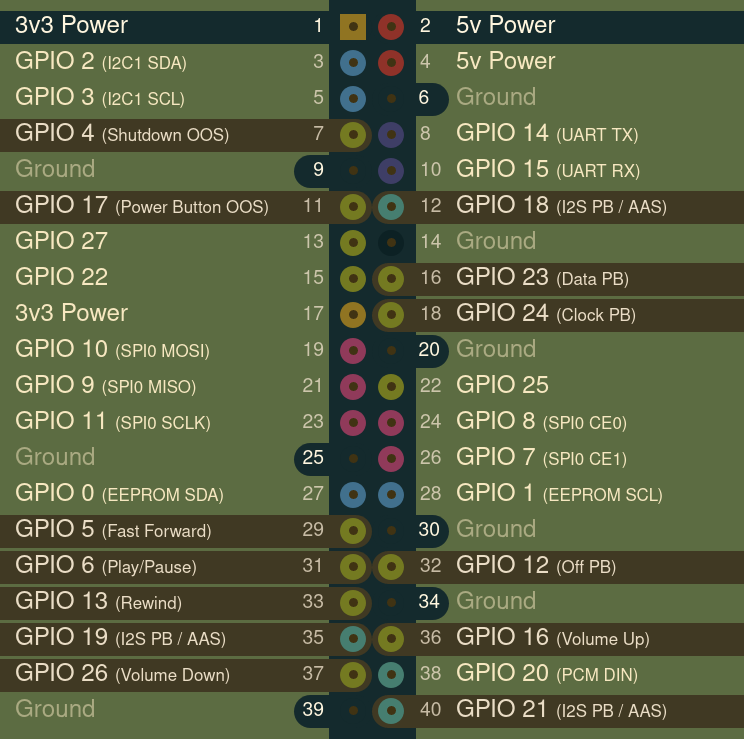 3v3 Power 1 2 5v Power
GPIO 2 (I2C1 SDA) 3 4 5v Power
GPIO 3 (I2C1 SCL) 5 6 Ground
GPIO 4 (Shutdown OOS) 7 8 GPIO 14 (UART TX)
Ground 9 10 GPIO 15 (UART RX)
GPIO 17 (Power Button OOS) 11 12 GPIO 18 (I2S PB / AAS)
GPIO 27 13 14 Ground
GPIO 22 15 16 GPIO 23 (Data PB)
3v3 Power 17 18 GPIO 24 (Clock PB)
GPIO 10 (SPI0 MOSI) 19 20 Ground
GPIO 9 (SPI0 MISO) 21 22 GPIO 25
GPIO 11 (SPI0 SCLK) 23 24 GPIO 8 (SPI0 CE0)
Ground 25 26 GPIO 7 (SPI0 CE1)
GPIO 0 (EEPROM SDA) 27 28 GPIO 1 (EEPROM SCL)
GPIO 5 (Fast Forward) 29 30 Ground
GPIO 6 (Play/Pause) 31 32 GPIO 12 (Off PB)
GPIO 13 (Rewind) 33 34 Ground
GPIO 19 (I2S PB / AAS) 35 36 GPIO 16 (Volume Up)
GPIO 26 (Volume Down) 37 38 GPIO 20 (PCM DIN)
Ground 39 40 GPIO 21 (I2S PB / AAS)